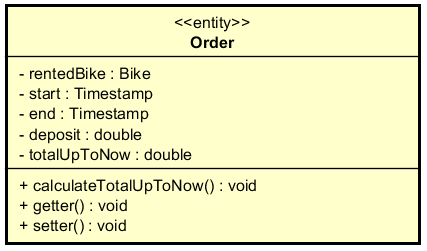 <<entity>>
Order
- rentedBike : Bike
- start : Timestamp
- end : Timestamp
- deposit : double
- totalUpToNow : double
+ calculateTotalUpToNow() : void
+ getter() : void
+ setter() : void